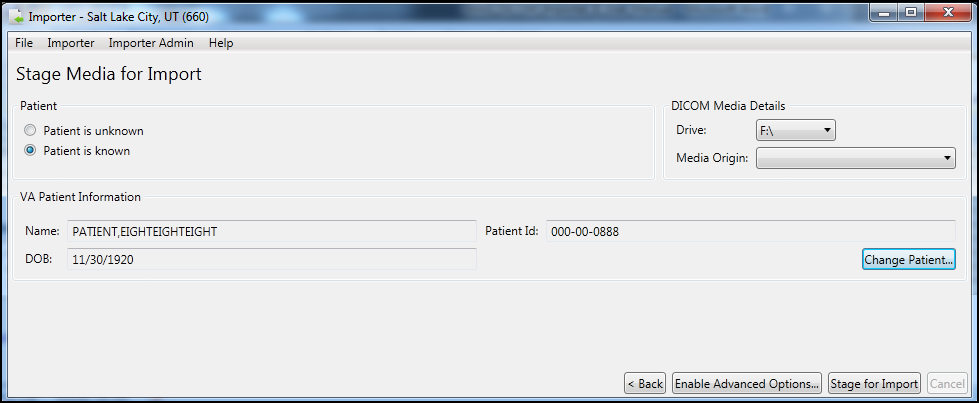 Importer - Salt Lake City, UT (660)
File Importer Importer Admin Help
Stage Media for Import
Patient
Patient is unknown
Patient is known
DICOM Media Details
Drive: F:\
Media Origin:
VA Patient Information
Name: PATIENT,EIGHTEIGHTEIGHT Patient Id: 000-00-0888
DOB: 11/30/1920
Change Patient...
< Back Enable Advanced Options... Stage for Import Cancel